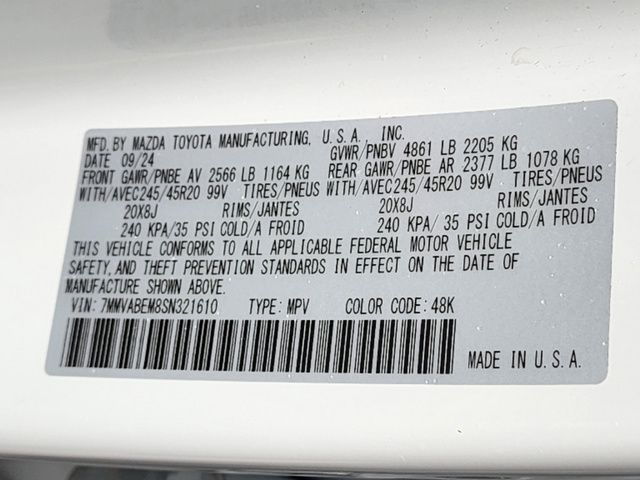 MFD. BY MAZDA TOYOTA MANUFACTURING, U.S.A., INC.
DATE 09/24 GVWR/PNBV 4861 LB 2205 KG
FRONT GAWR/PNBE AV 2566 LB 1164 KG REAR GAWR/PNBE AR 2377 LB 1078 KG
WITH/AVEC245/45R20 99V TIRES/PNEUS WITH/AVEC245/45R20 99V TIRES/PNEUS
20X8J RIMS/JANTES 20X8J RIMS/JANTES
240 KPA/35 PSI COLD/A FROID 240 KPA/ 35 PSI COLD/A FROID
THIS VEHICLE CONFORMS TO ALL APPLICABLE FEDERAL MOTOR VEHICLE
SAFETY, AND THEFT PREVENTION STANDARDS IN EFFECT ON THE DATE OF
MANUFACTURE SHOWN ABOVE.
VIN: 7MMVABEM8SN321610 TYPE: MPV COLOR CODE: 48K
MADE IN U.S.A.